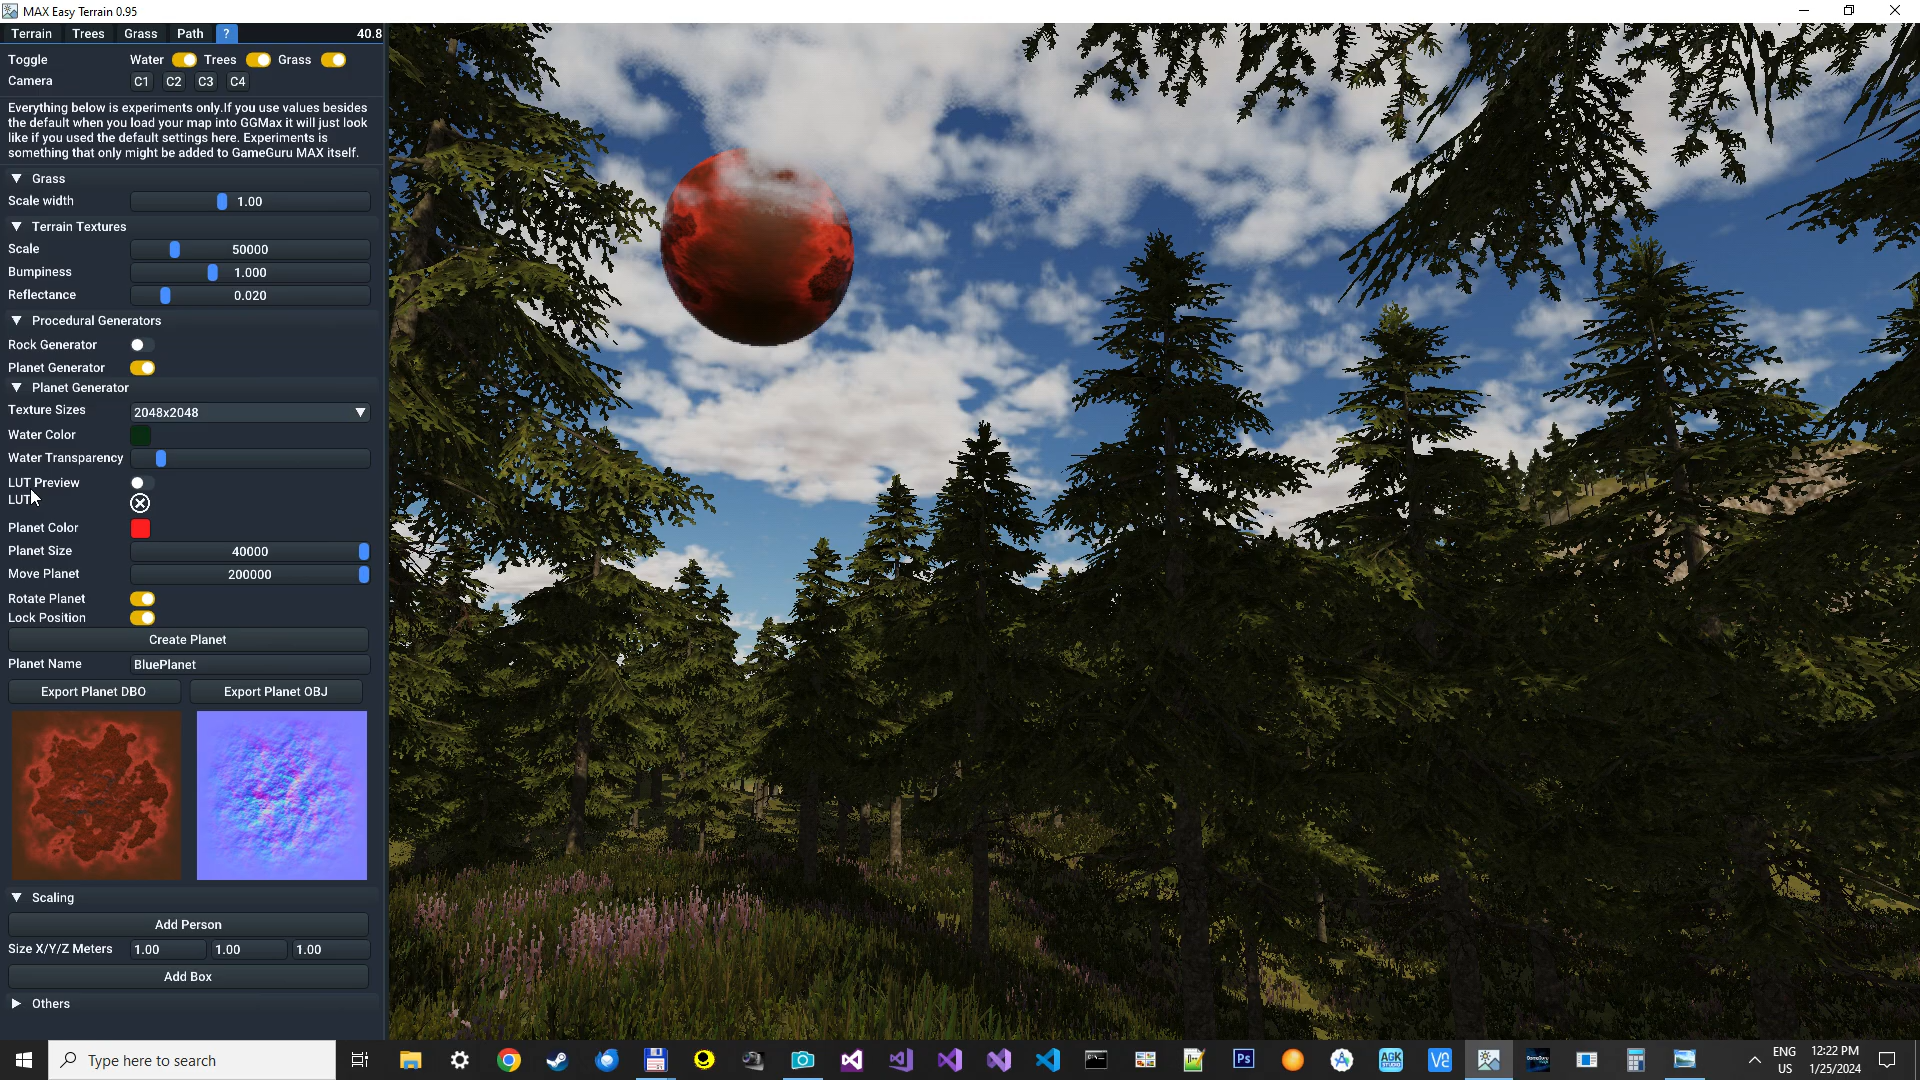 MAX Easy Terrain 0.95
Terrain Trees Grass Path ? 40.8
Toggle Water Trees Grass
Camera C1 C2 C3 C4
Everything below is experiments only.If you use values besides
the default when you load your map into GGMax it will just look
like if you used the default settings here. Experiments is
something that only might be added to GameGuru MAX itself.
Grass
Scale width 1.00
Terrain Textures
Scale 50000
Bumpiness 1.000
Reflectance 0.020
Procedural Generators
Rock Generator
Planet Generator
Planet Generator
Texture Sizes 2048x2048
Water Color
Water Transparency
LUT Preview
LUT
Planet Color
Planet Size 40000
Move Planet 200000
Rotate Planet
Lock Position
Create Planet
Planet Name BluePlanet
Export Planet DBO Export Planet OBJ
Scaling
Add Person
Size X/Y/Z Meters 1.00 1.00 1.00
Add Box
Others
Type here to search
Ps
AGK
STUDIO
ENG
US
12:22 PM
1/25/2024